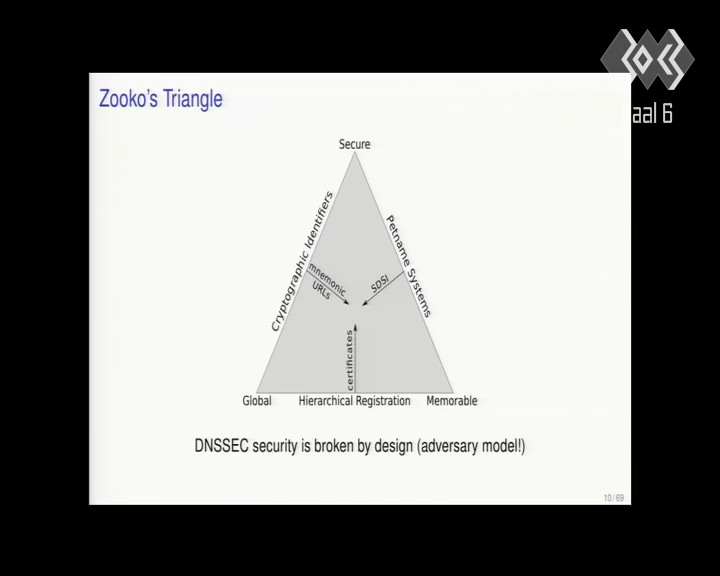 aal 6
Zooko's Triangle
Secure
Cryptographic Identifiers
Petname Systems
mnemonic
URLs
SDSI
certificates
Global
Hierarchical Registration
Memorable
DNSSEC security is broken by design (adversary model!)
10 / 69